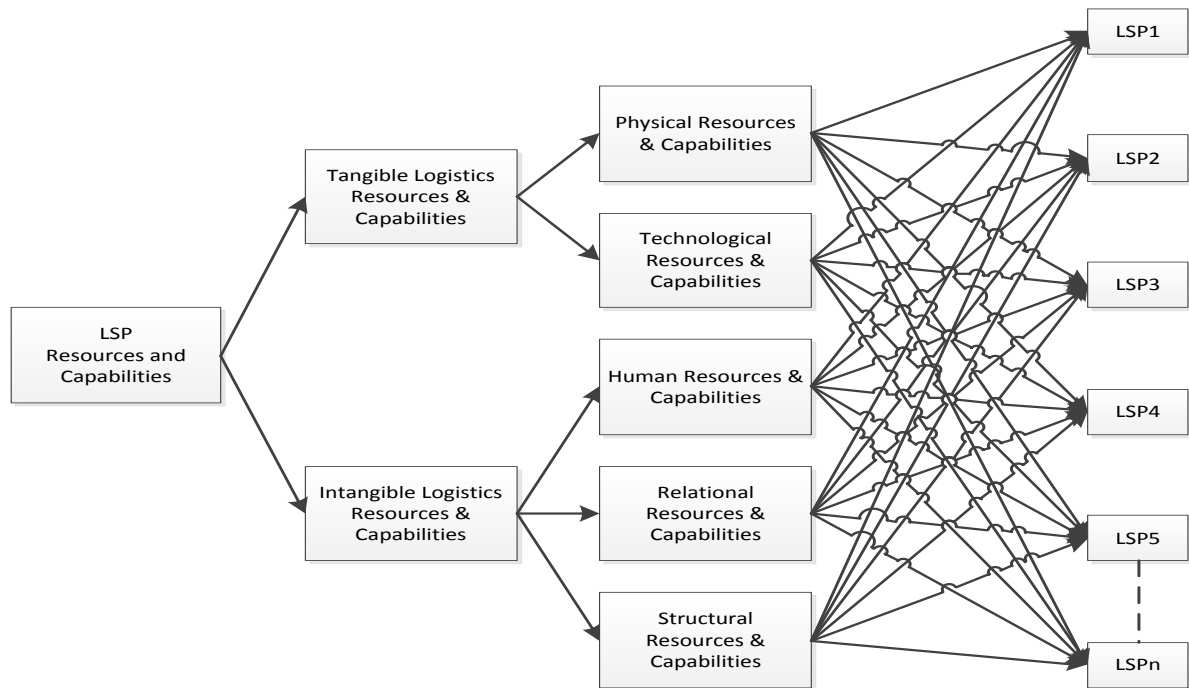 LSP
Resources and
Capabilities
Tangible Logistics
Resources &
Capabilities
Intangible Logistics
Resources &
Capabilities
Physical Resources
& Capabilities
Technological
Resources &
Capabilities
Human Resources &
Capabilities
Relational
Resources &
Capabilities
Structural
Resources &
Capabilities
LSP1
LSP2
LSP3
LSP4
LSP5
LSPn